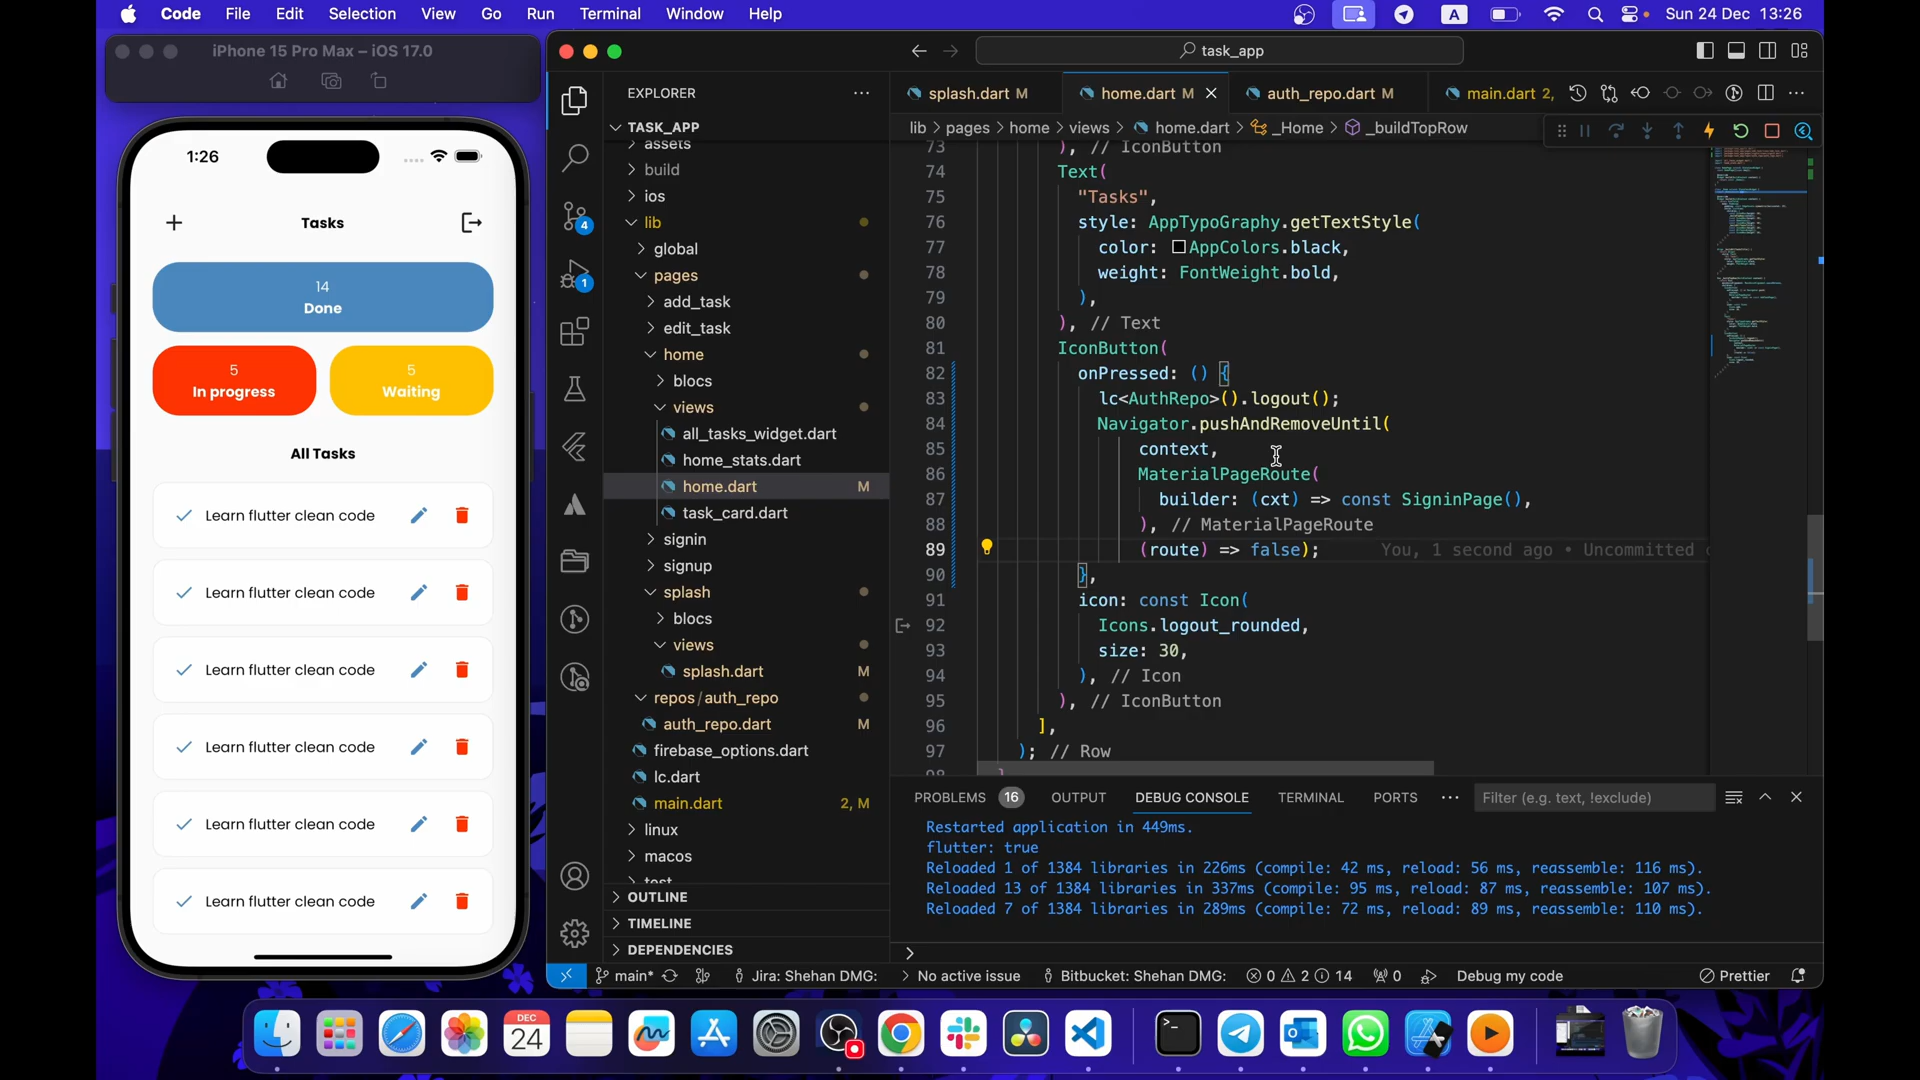 Code File Edit Selection View Go Run Terminal Window Help
A
Sun 24 Dec 13:26
iPhone 15 Pro Max – iOS 17.0
1:26
Tasks
14
Done
5
In progress
5
Waiting
All Tasks
Learn flutter clean code
Learn flutter clean code
Learn flutter clean code
Learn flutter clean code
Learn flutter clean code
Learn flutter clean code
task_app
EXPLORER
TASK_APP
assets
build
ios
lib
global
pages
add_task
edit_task
home
blocs
views
all_tasks_widget.dart
home_stats.dart
home.dart M
task_card.dart
signin
signup
splash
blocs
views
splash.dart M
repos/auth_repo
auth_repo.dart M
firebase_options.dart
lc.dart
main.dart 2, M
linux
macos
test
OUTLINE
TIMELINE
DEPENDENCIES
4
1
splash.dart M
home.dart M
auth_repo.dart M
main.dart 2,
lib > pages > home > views > home.dart > _Home > _buildTopRow
73 ), // IconButton
74 Text(
75 "Tasks",
76 style: AppTypoGraphy.getTextStyle(
77 color: AppColors.black,
78 weight: FontWeight.bold,
79 ),
80 ), // Text
81 IconButton(
82 onPressed: () {
83 lc<AuthRepo>().logout();
84 Navigator.pushAndRemoveUntil(
85 context,
86 MaterialPageRoute(
87 builder: (cxt) => const SigninPage(),
88 ), // MaterialPageRoute
89 (route) => false); You, 1 second ago • Uncommitted c
90 },
91 icon: const Icon(
92 Icons.logout_rounded,
93 size: 30,
94 ), // Icon
95 ), // IconButton
96 ],
97 ); // Row
98 }
PROBLEMS 16 OUTPUT DEBUG CONSOLE TERMINAL PORTS
Filter (e.g. text, !exclude)
Restarted application in 449ms.
flutter: true
Reloaded 1 of 1384 libraries in 226ms (compile: 42 ms, reload: 56 ms, reassemble: 116 ms).
Reloaded 13 of 1384 libraries in 337ms (compile: 95 ms, reload: 87 ms, reassemble: 107 ms).
Reloaded 7 of 1384 libraries in 289ms (compile: 72 ms, reload: 89 ms, reassemble: 110 ms).
main* Jira: Shehan DMG: > No active issue Bitbucket: Shehan DMG: 0 2 14 0 Debug my code Prettier
DEC
24